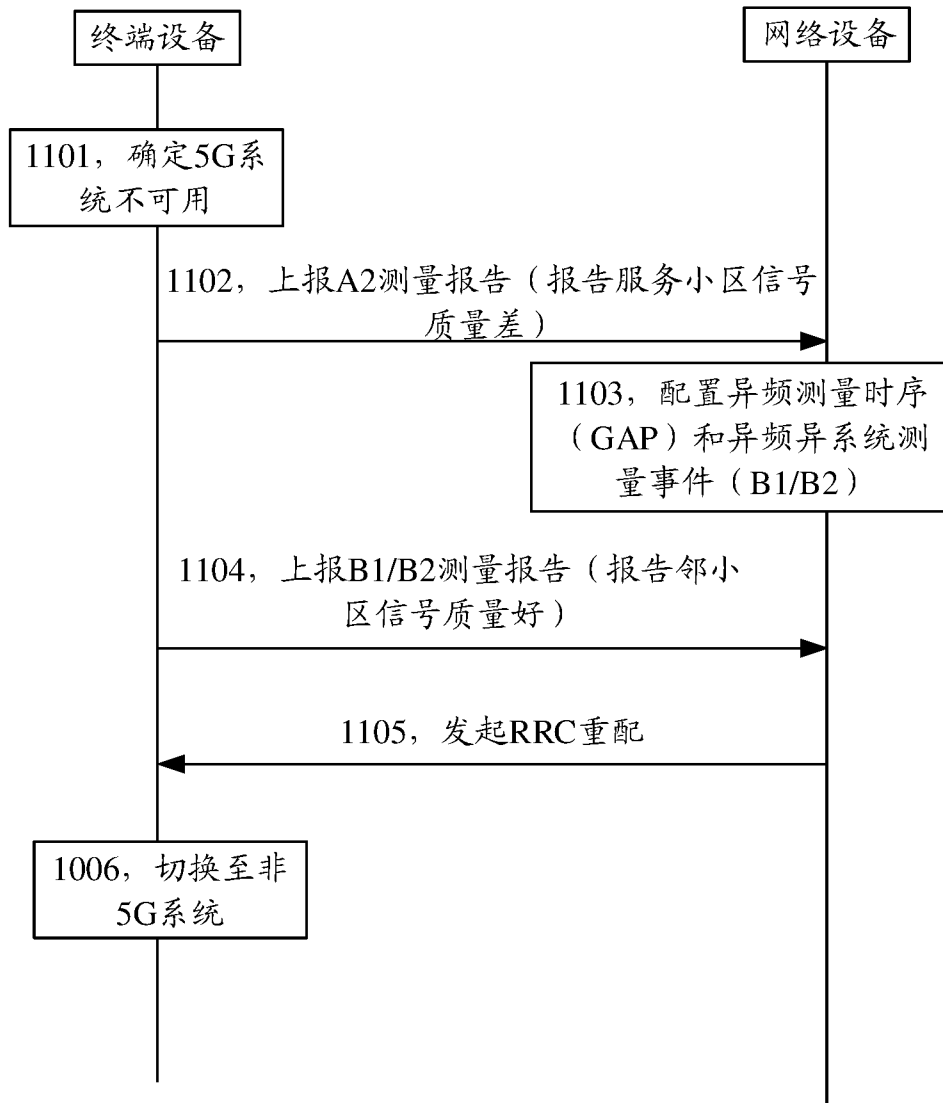 终端设备
网络设备
1101，确定5G系
统不可用
1102，上报A2测量报告（报告服务小区信号
质量差）
1103，配置异频测量时序
（GAP）和异频异系统测
量事件（B1/B2）
1104，上报B1/B2测量报告（报告邻小
区信号质量好）
1105，发起RRC重配
1006，切换至非
5G系统